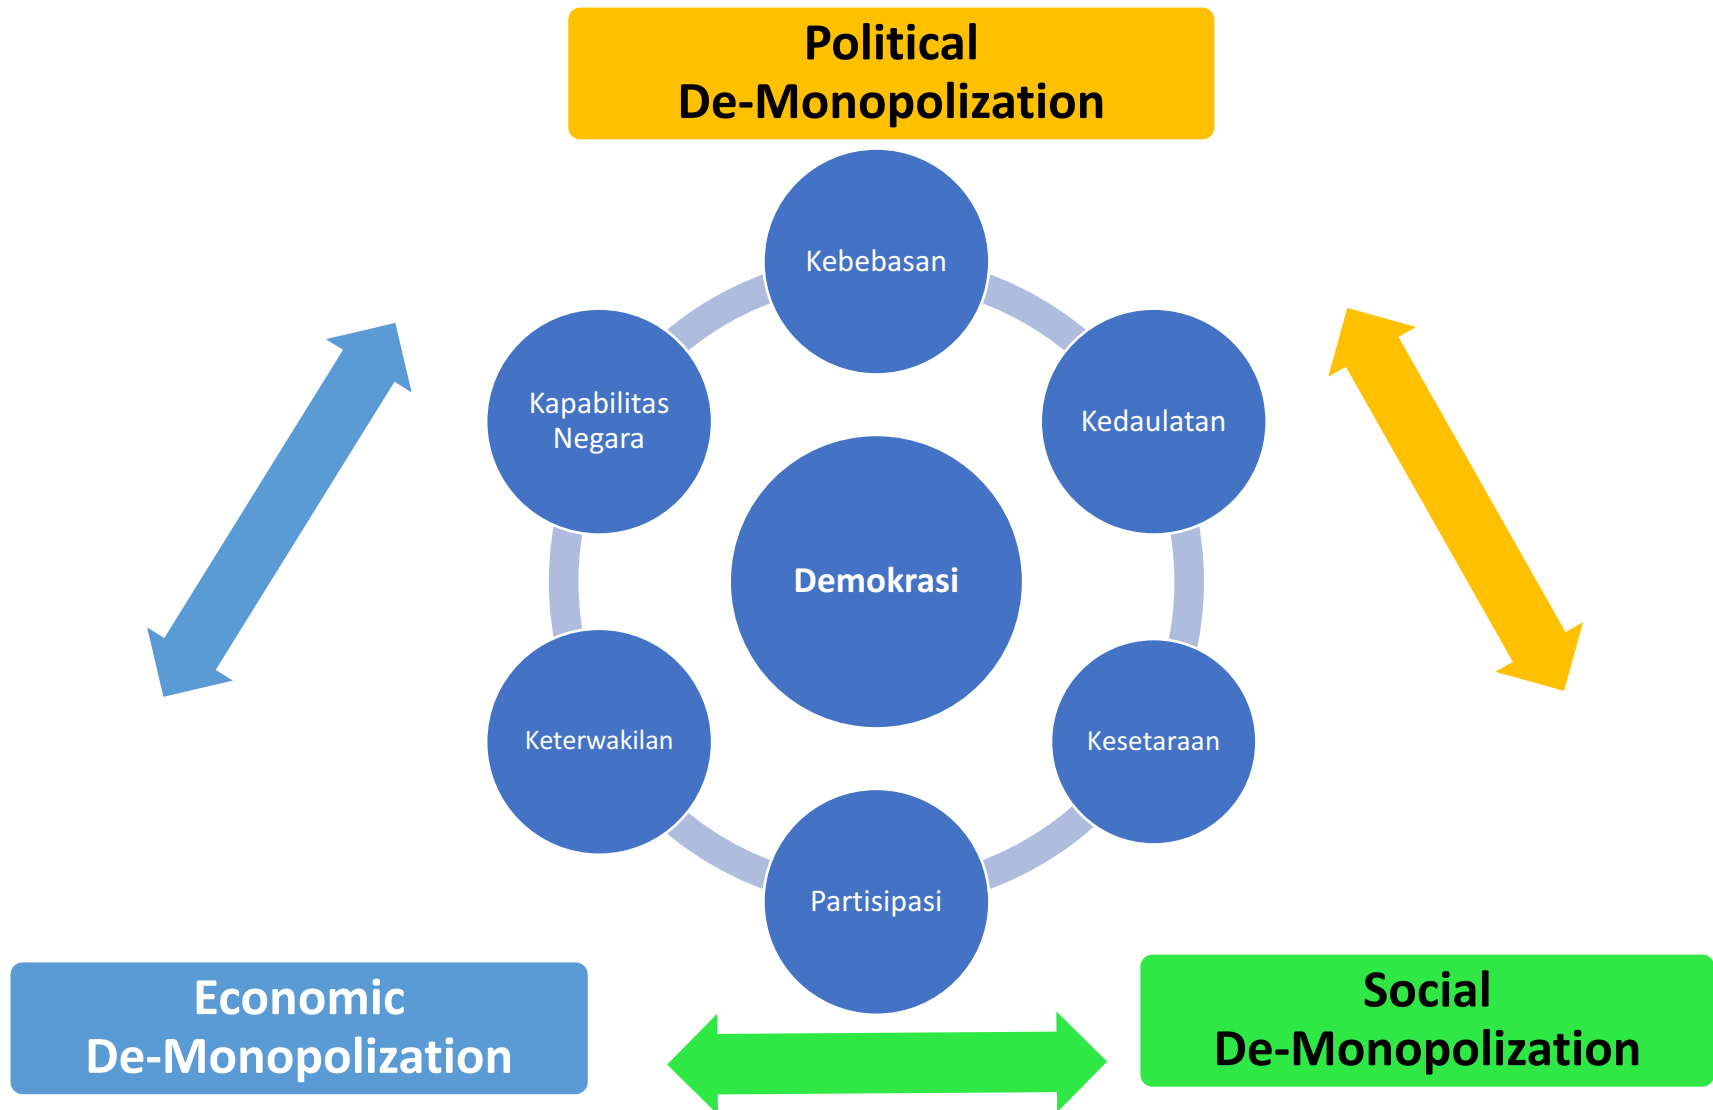 Political
De-Monopolization
Kebebasan
Kapabilitas
Negara
Kedaulatan
Demokrasi
Keterwakilan
Kesetaraan
Partisipasi
Economic
De-Monopolization
Social
De-Monopolization